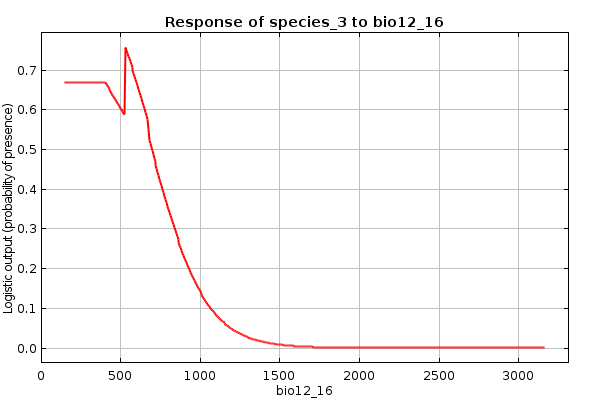 Response of species_3 to bio12_16
Logistic output (probability of presence)
0.7
0.6
0.5
0.4
0.3
0.2
0.1
0.0
0 500 1000 1500 2000 2500 3000
bio12_16